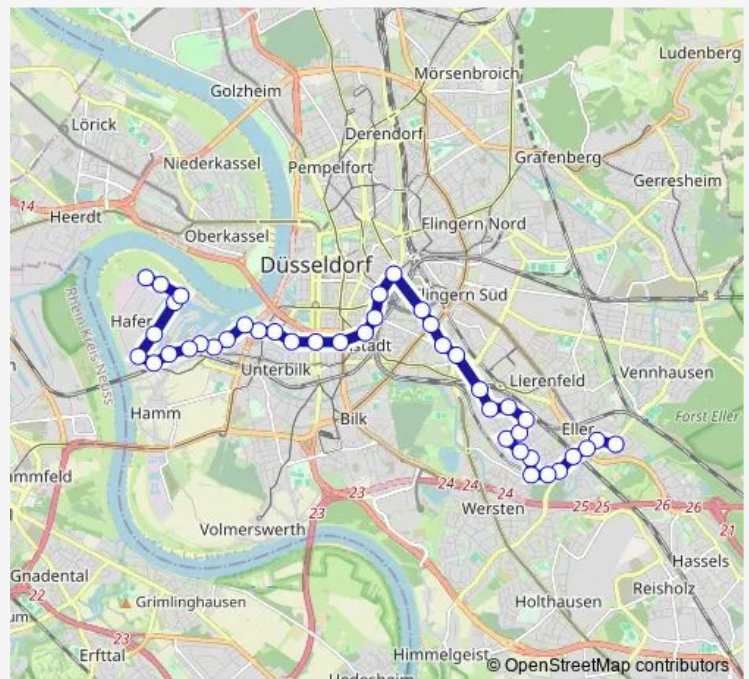 Ludenberg
Mörsenbroich
Golzheim
Lörick
Derendorf
Niederkassel
Pempelfort
Grafenberg
Gerresheim
14
Heerdt
Flingern Nord
Oberkassel
Düsseldorf
Flingern Süd
Rhein-Kreis-Neuss
Hafen
Unterbilk
Lierenfeld
Vennhausen
Hamm
Bilk
Eller
Forst Eller
23
24
24
24
Wersten
25
25
26
26
21
23
Volmerswerth
Hassels
Gnadental
22
Grimlinghausen
Holthausen
Reisholz
23
Erfttal
Himmelgeist
© OpenStreetMap contributors